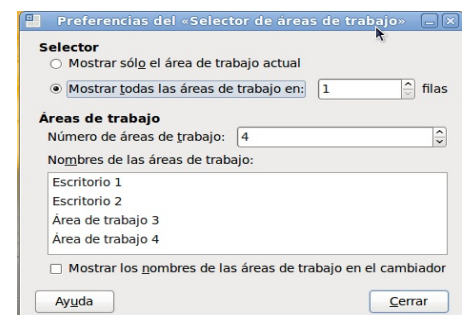 Preferencias del «Selector de áreas de trabajo»
Selector
Mostrar sólo el área de trabajo actual
Mostrar todas las áreas de trabajo en: 1 filas
Áreas de trabajo
Número de áreas de trabajo: 4
Nombres de las áreas de trabajo:
Escritorio 1
Escritorio 2
Área de trabajo 3
Área de trabajo 4
Mostrar los nombres de las áreas de trabajo en el cambiador
Ayuda Cerrar